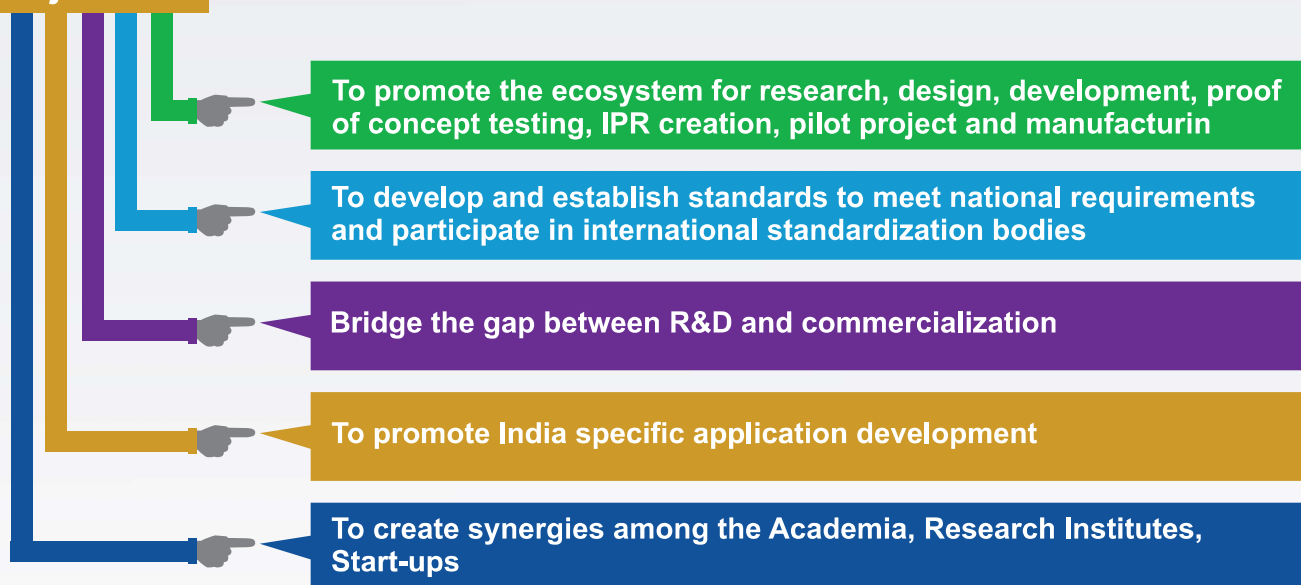 To promote the ecosystem for research, design, development, proof
of concept testing, IPR creation, pilot project and manufacturin
To develop and establish standards to meet national requirements
and participate in international standardization bodies
Bridge the gap between R&D and commercialization
To promote India specific application development
To create synergies among the Academia, Research Institutes,
Start-ups